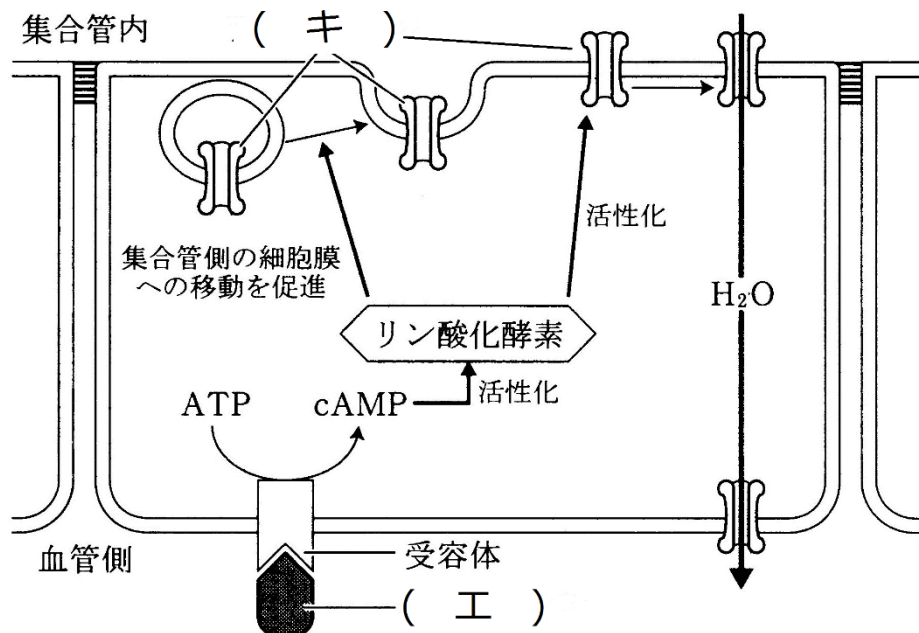 集合管内
( キ )
集合管側の細胞膜
への移動を促進
活性化
H₂O
リン酸化酵素
ATP
cAMP
活性化
受容体
血管側
( エ )